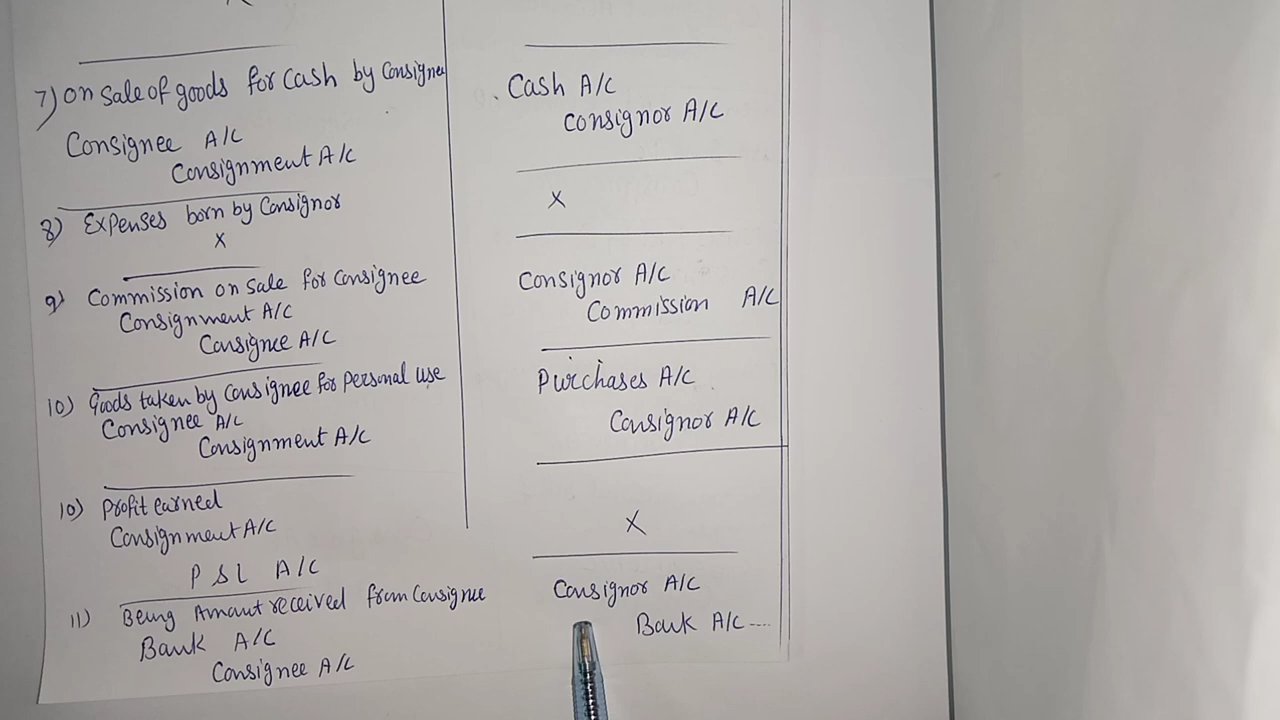 7) On Sale of goods for Cash by Consignee
Consignee A/C
Consignment A/C
Cash A/C
Consignor A/C
8) Expenses born by Consignor
X
X
9) Commission on Sale for Consignee
Consignment A/C
Consignee A/C
Consignor A/C
Commission A/C
10) Goods taken by Consignee for Personal use
Consignee A/C
Consignment A/C
Purchases A/C
Consignor A/C
10) Profit earned
Consignment A/C
P & L A/C
X
11) Being Amount received from Consignee
Bank A/C
Consignee A/C
Consignor A/C
Bank A/C ----